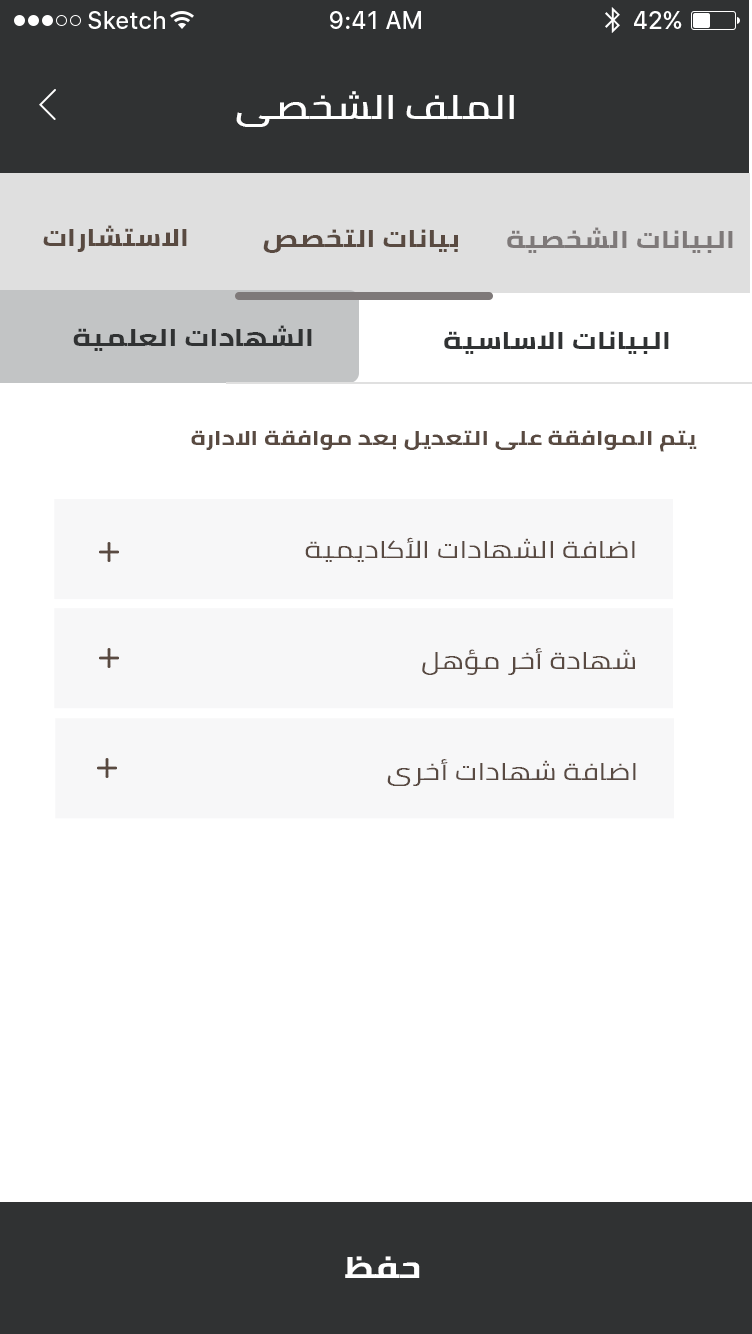 Sketch 9:41 AM 42%
الملف الشخصى
البيانات الشخصية بيانات التخصص الاستشارات
البيانات الاساسية الشهادات العلمية
يتم الموافقة على التعديل بعد موافقة الادارة
اضافة الشهادات الأكاديمية +
شهادة أخر مؤهل +
اضافة شهادات أخرى +
حفظ